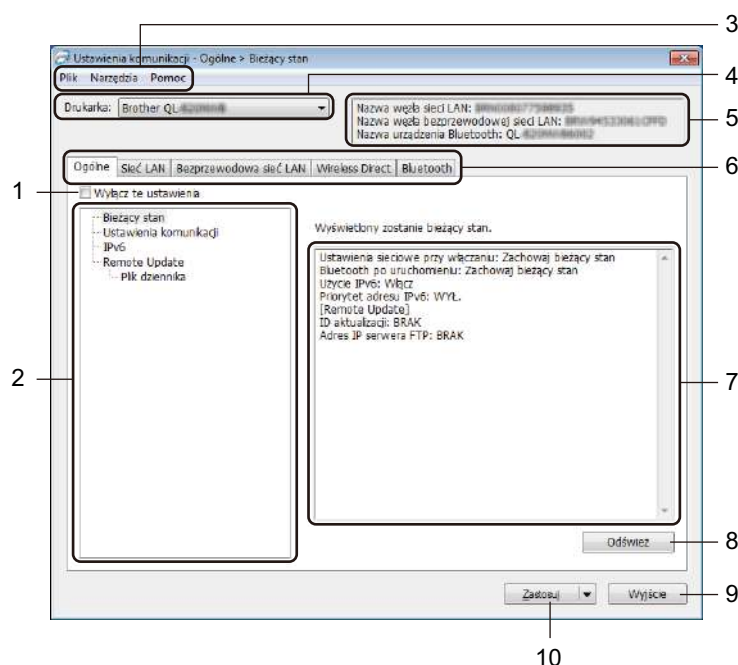 3
Ustawienia komunikacji - Ogólne > Bieżący stan
Plik Narzędzia Pomoc
4
Drukarka: Brother QL-
Nazwa węzła sieci LAN:
Nazwa węzła bezprzewodowej sieci LAN:
Nazwa urządzenia Bluetooth: QL-
5
Ogólne Sieć LAN Bezprzewodowa sieć LAN Wireless Direct Bluetooth
6
1
Wyłącz te ustawienia
Bieżący stan
Ustawienia komunikacji
IPv6
Remote Update
Plik dziennika
2
Wyświetlony zostanie bieżący stan.
Ustawienia sieciowe przy włączaniu: Zachowaj bieżący stan
Bluetooth po uruchomieniu: Zachowaj bieżący stan
Użycie IPv6: Włącz
Priorytet adresu IPv6: WYŁ.
[Remote Update]
ID aktualizacji: BRAK
Adres IP serwera FTP: BRAK
7
Odśwież
8
Zastosuj
Wyjście
9
10